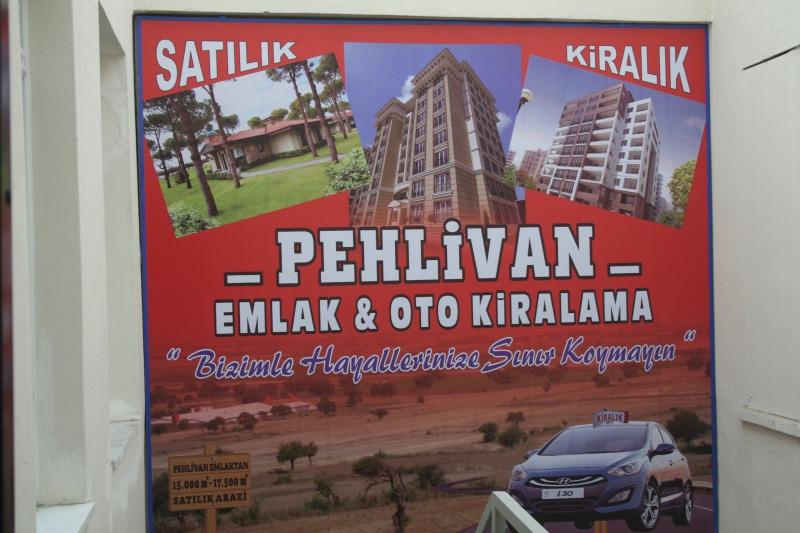 SATILIK
KİRALIK
PEHLİVAN
EMLAK & OTO KİRALAMA
" Bizimle Hayallerinize Sınır Koymayın "
KİRALIK
PEHLİVAN EMLAKTAN
15.000 m² - 17.500 m²
SATILIK ARAZİ
i30